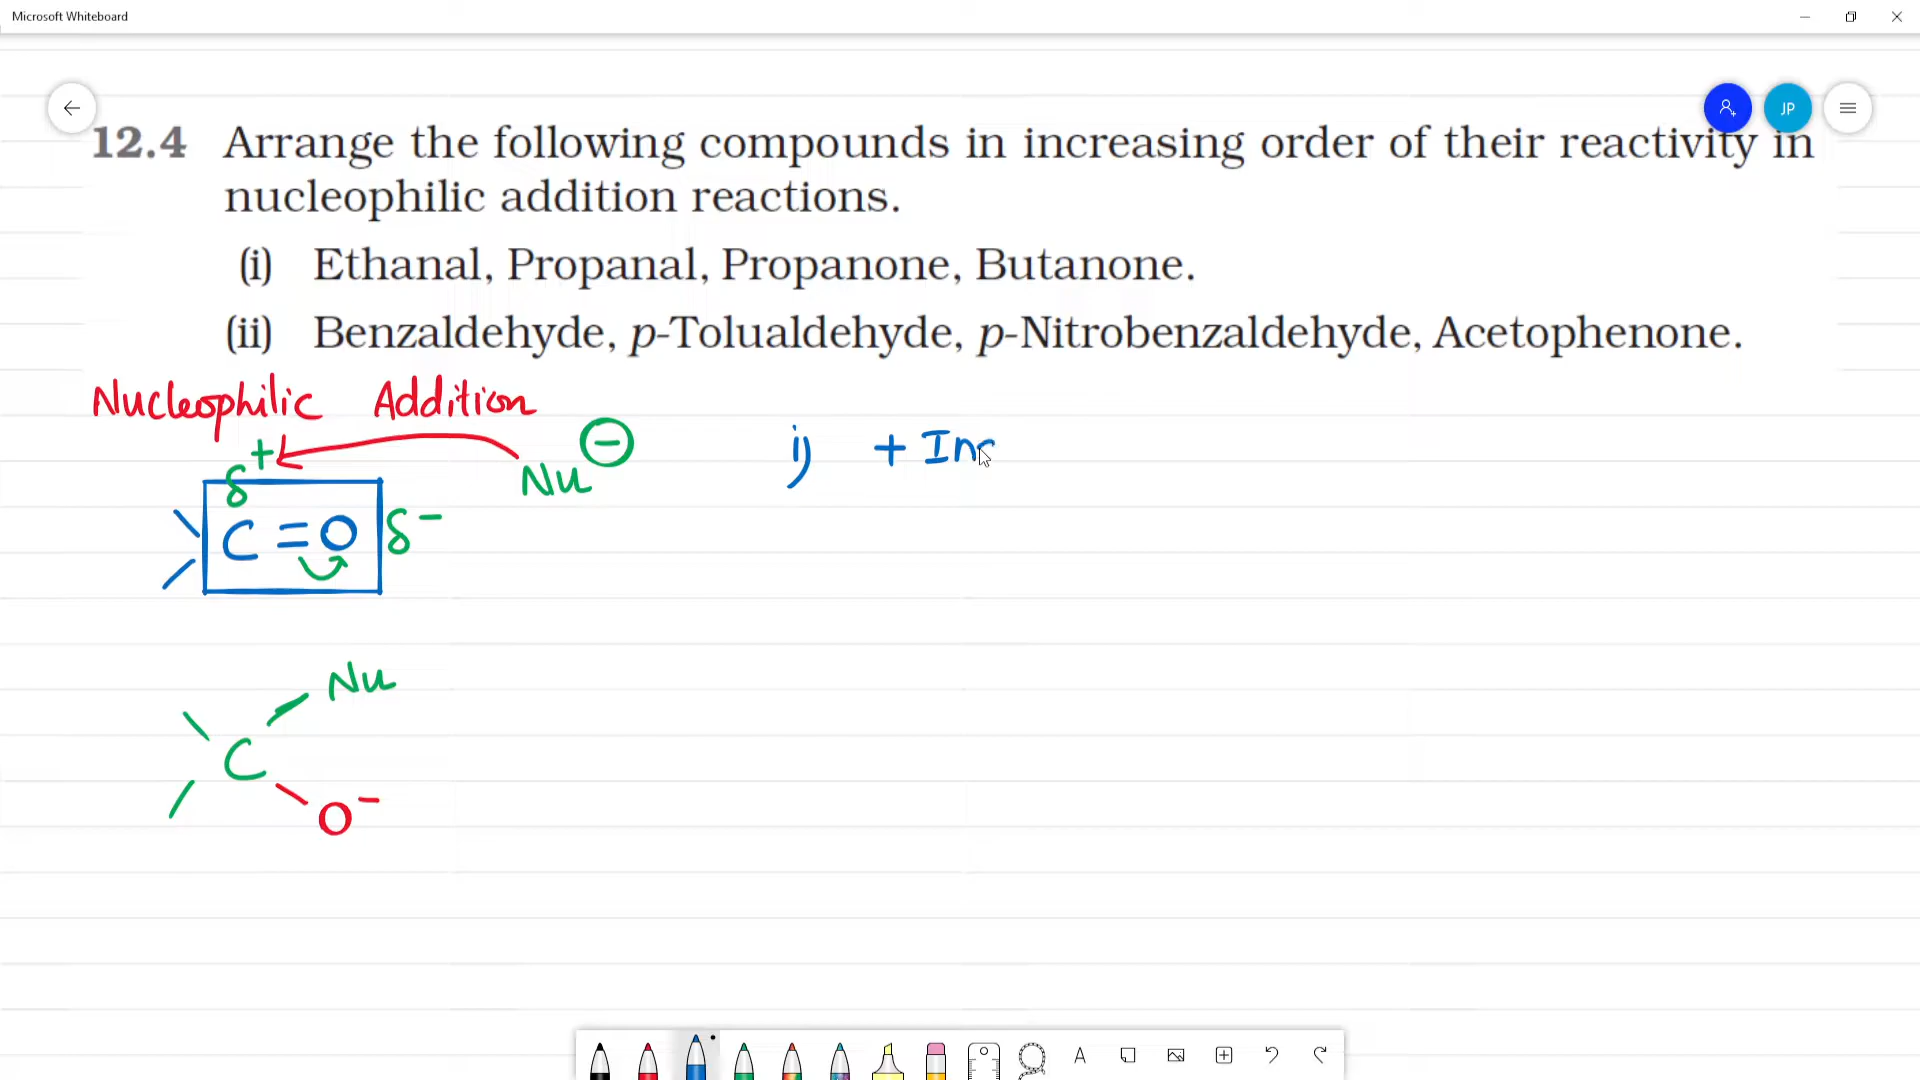 Microsoft Whiteboard
JP
12.4 Arrange the following compounds in increasing order of their reactivity in
nucleophilic addition reactions.
(i) Ethanal, Propanal, Propanone, Butanone.
(ii) Benzaldehyde, p-Tolualdehyde, p-Nitrobenzaldehyde, Acetophenone.
Nucleophilic Addition
δ+ Nu −
C = O δ−
i) + In
Nu
C
O−
A